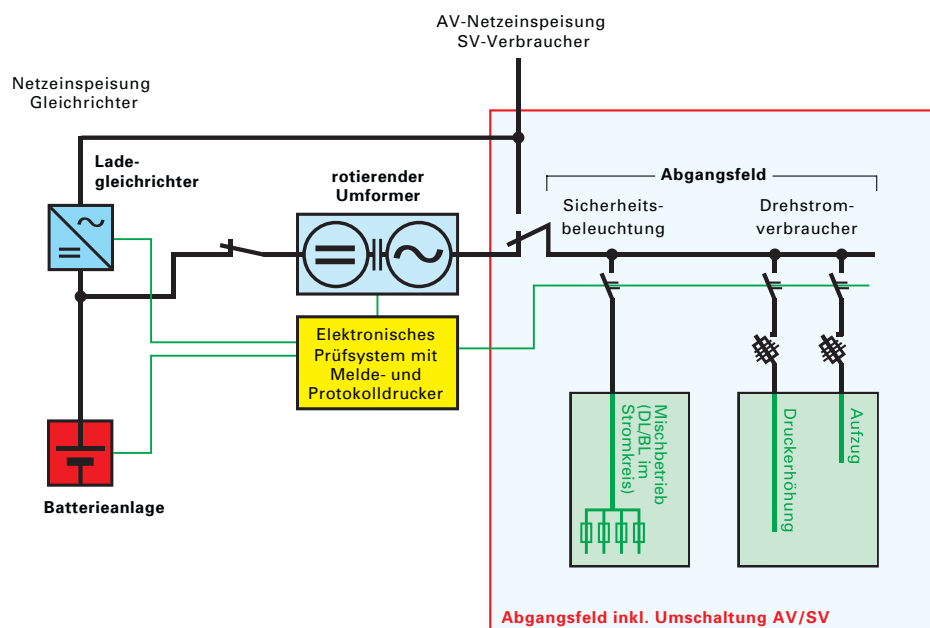 AV-Netzeinspeisung
SV-Verbraucher
Netzeinspeisung
Gleichrichter
Lade-
gleichrichter
rotierender
Umformer
Abgangsfeld
Sicherheits-
beleuchtung
Drehstrom-
verbraucher
Elektronisches
Prüfsystem mit
Melde- und
Protokolldrucker
Mischbetrieb
(DL/BL im
Stromkreis)
Druckerhöhung
Aufzug
Batterieanlage
Abgangsfeld inkl. Umschaltung AV/SV